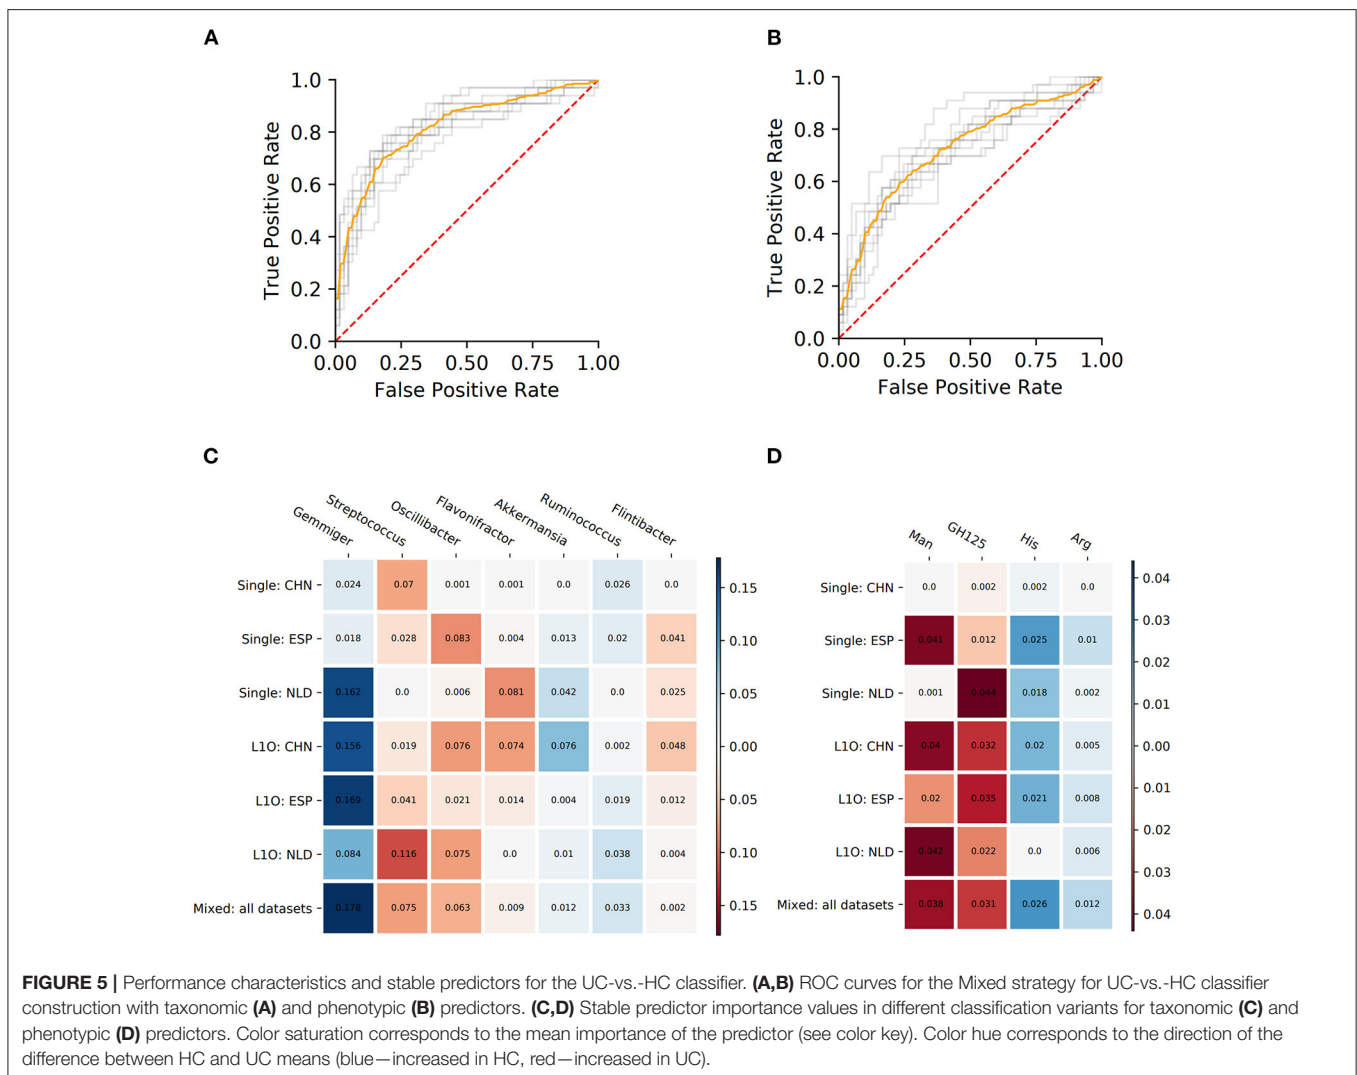 A
B
1.0
0.8
0.6
0.4
0.2
0.0
True Positive Rate
0.00 0.25 0.50 0.75 1.00
False Positive Rate
1.0
0.8
0.6
0.4
0.2
0.0
True Positive Rate
0.00 0.25 0.50 0.75 1.00
False Positive Rate
C
Gemmiger Streptococcus Oscillibacter Flavonifractor Akkermansia Ruminococcus Flintibacter
Single: CHN 0.024 0.07 0.001 0.001 0.0 0.026 0.0
Single: ESP 0.018 0.028 0.083 0.004 0.013 0.02 0.041
Single: NLD 0.162 0.0 0.006 0.081 0.042 0.0 0.025
L1O: CHN 0.156 0.019 0.076 0.074 0.076 0.002 0.048
L1O: ESP 0.169 0.041 0.021 0.014 0.004 0.019 0.012
L1O: NLD 0.084 0.116 0.075 0.0 0.01 0.038 0.004
Mixed: all datasets 0.178 0.075 0.063 0.009 0.012 0.033 0.002
0.15
0.10
0.05
0.00
0.05
0.10
0.15
D
Man GH125 His Arg
Single: CHN 0.0 0.002 0.002 0.0
Single: ESP 0.041 0.012 0.025 0.01
Single: NLD 0.001 0.044 0.018 0.002
L1O: CHN 0.04 0.032 0.02 0.005
L1O: ESP 0.02 0.035 0.021 0.008
L1O: NLD 0.042 0.022 0.0 0.006
Mixed: all datasets 0.031 0.026 0.012
0.04
0.03
0.02
0.01
0.00
0.01
0.02
0.03
0.04
FIGURE 5 | Performance characteristics and stable predictors for the UC-vs.-HC classifier. (A,B) ROC curves for the Mixed strategy for UC-vs.-HC classifier
construction with taxonomic (A) and phenotypic (B) predictors. (C,D) Stable predictor importance values in different classification variants for taxonomic (C) and
phenotypic (D) predictors. Color saturation corresponds to the mean importance of the predictor (see color key). Color hue corresponds to the direction of the
difference between HC and UC means (blue—increased in HC, red—increased in UC).